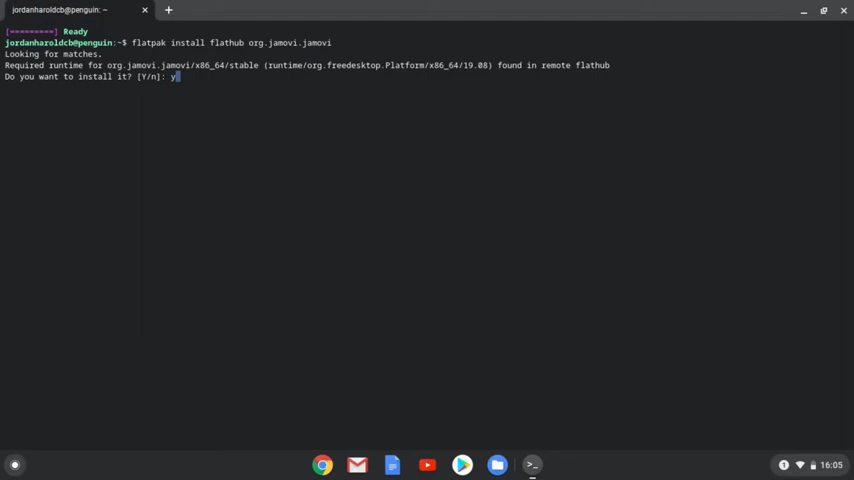 jordanharoldcb@penguin: ~
[=========] Ready
jordanharoldcb@penguin:~$ flatpak install flathub org.jamovi.jamovi
Looking for matches…
Required runtime for org.jamovi.jamovi/x86_64/stable (runtime/org.freedesktop.Platform/x86_64/19.08) found in remote flathub
Do you want to install it? [Y/n]: y
>_
1
16:05